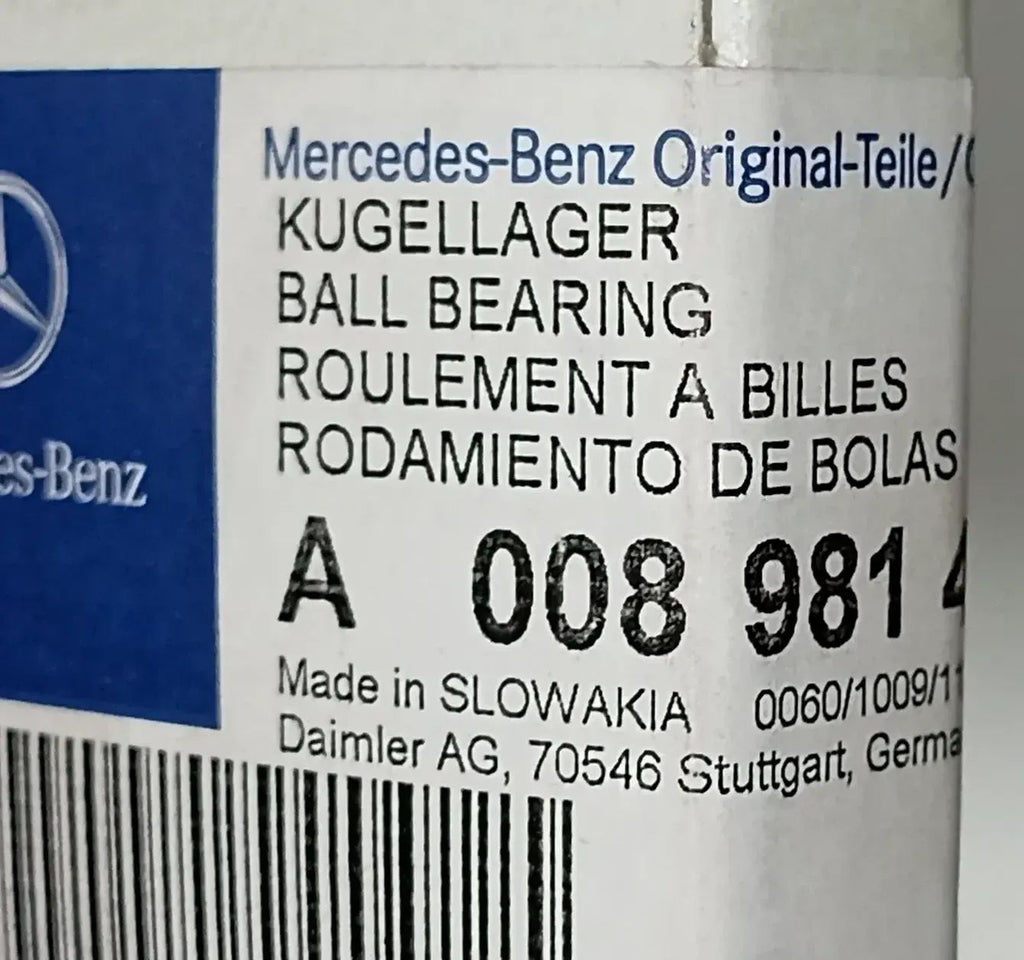 Mercedes-Benz Original-Teile/
KUGELLAGER
BALL BEARING
ROULEMENT A BILLES
RODAMIENTO DE BOLAS
es-Benz
A 008 981
Made in SLOWAKIA 0060/1009/1
Daimler AG, 70546 Stuttgart, Germa